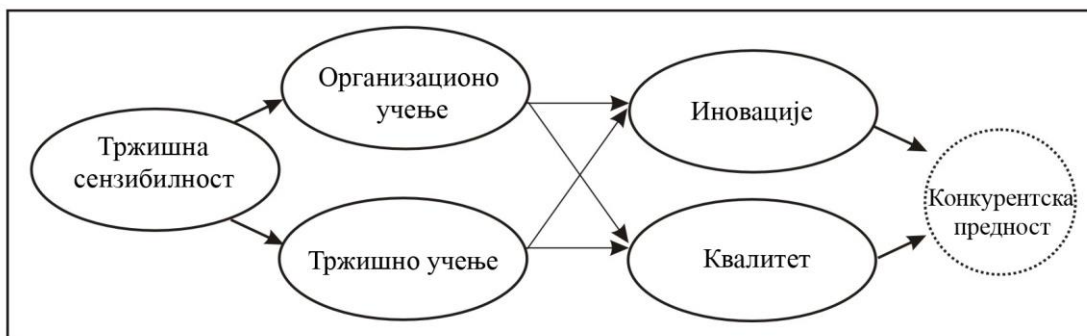 Организационо
учење
Иновације
Тржишна
сензибилност
Конкурентска
предност
Тржишно учење
Квалитет